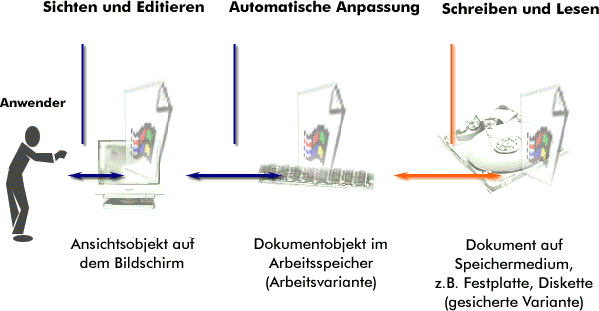 Sichten und Editieren
Automatische Anpassung
Schreiben und Lesen
Anwender
Ansichtsobjekt auf
dem Bildschirm
Dokumentobjekt im
Arbeitsspeicher
(Arbeitsvariante)
Dokument auf
Speichermedium,
z.B. Festplatte, Diskette
(gesicherte Variante)